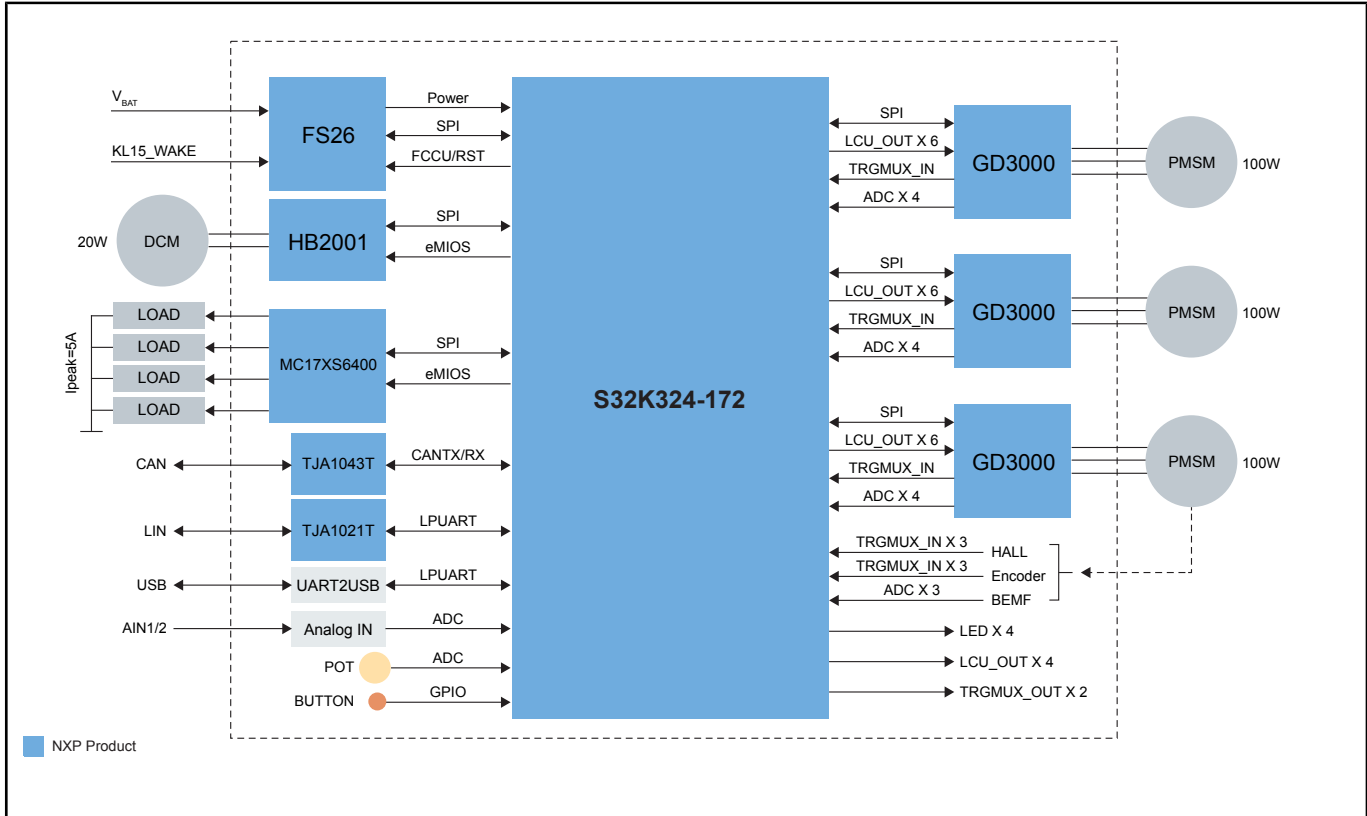 V_BAT
KL15_WAKE
FS26
Power
SPI
FCCU/RST
20W
DCM
HB2001
SPI
eMIOS
Ipeak=5A
LOAD
LOAD
LOAD
LOAD
MC17XS6400
SPI
eMIOS
CAN
TJA1043T
CANTX/RX
LIN
TJA1021T
LPUART
USB
UART2USB
LPUART
AIN1/2
Analog IN
ADC
POT
ADC
BUTTON
GPIO
S32K324-172
SPI
LCU_OUT X 6
TRGMUX_IN
ADC X 4
GD3000
PMSM
100W
SPI
LCU_OUT X 6
TRGMUX_IN
ADC X 4
GD3000
PMSM
100W
SPI
LCU_OUT X 6
TRGMUX_IN
ADC X 4
GD3000
PMSM
100W
TRGMUX_IN X 3
HALL
TRGMUX_IN X 3
Encoder
ADC X 3
BEMF
LED X 4
LCU_OUT X 4
TRGMUX_OUT X 2
NXP Product